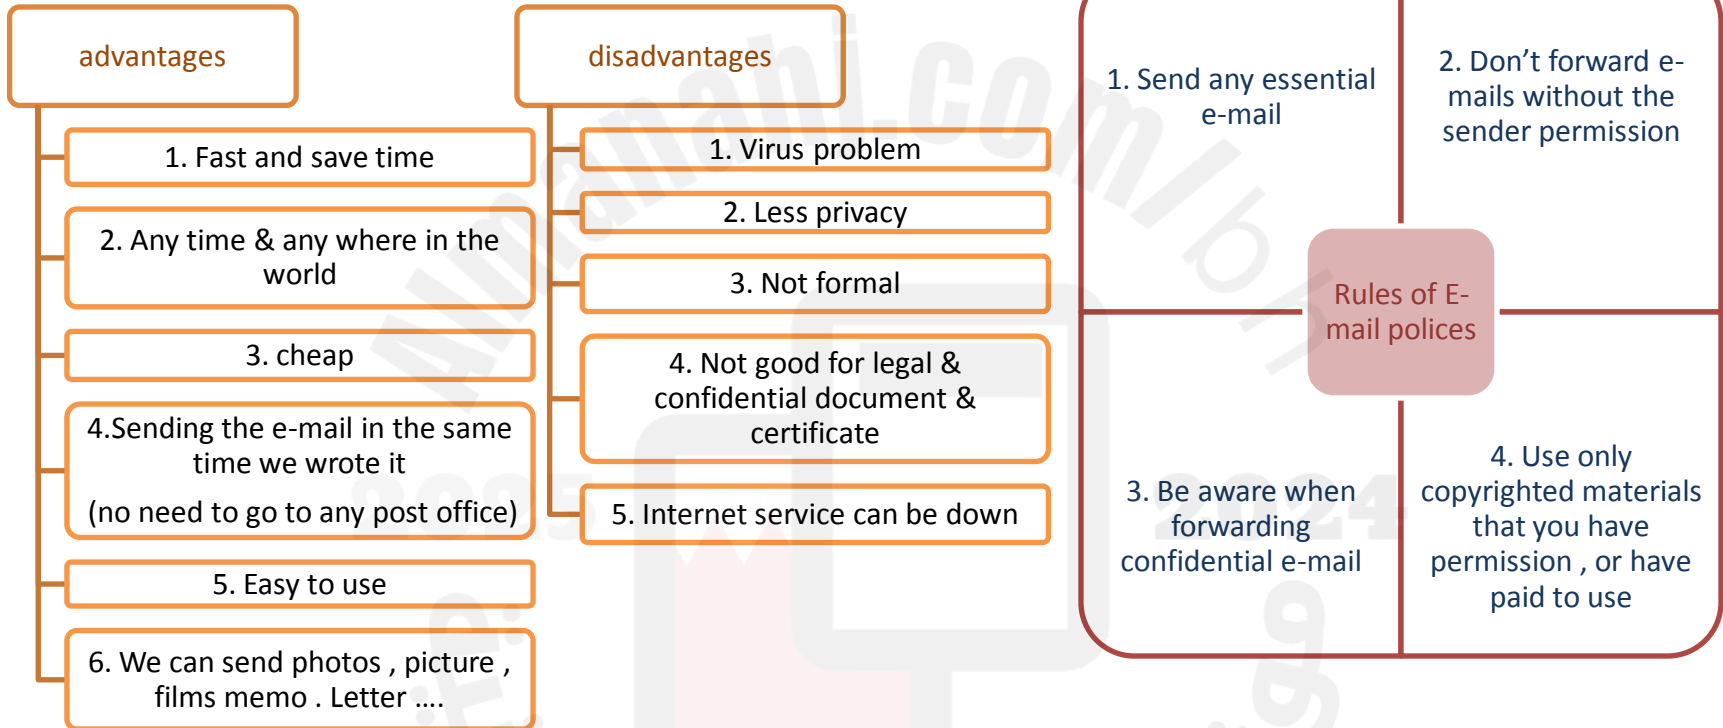 advantages
1. Fast and save time
2. Any time & any where in the
world
3. cheap
4.Sending the e-mail in the same
time we wrote it
(no need to go to any post office)
5. Easy to use
6. We can send photos , picture ,
films memo . Letter ....
disadvantages
1. Virus problem
2. Less privacy
3. Not formal
4. Not good for legal &
confidential document &
certificate
5. Internet service can be down
1. Send any essential
e-mail
2. Don’t forward e-
mails without the
sender permission
Rules of E-
mail polices
3. Be aware when
forwarding
confidential e-mail
4. Use only
copyrighted materials
that you have
permission , or have
paid to use
Almanahj.com/bh
2025
2024